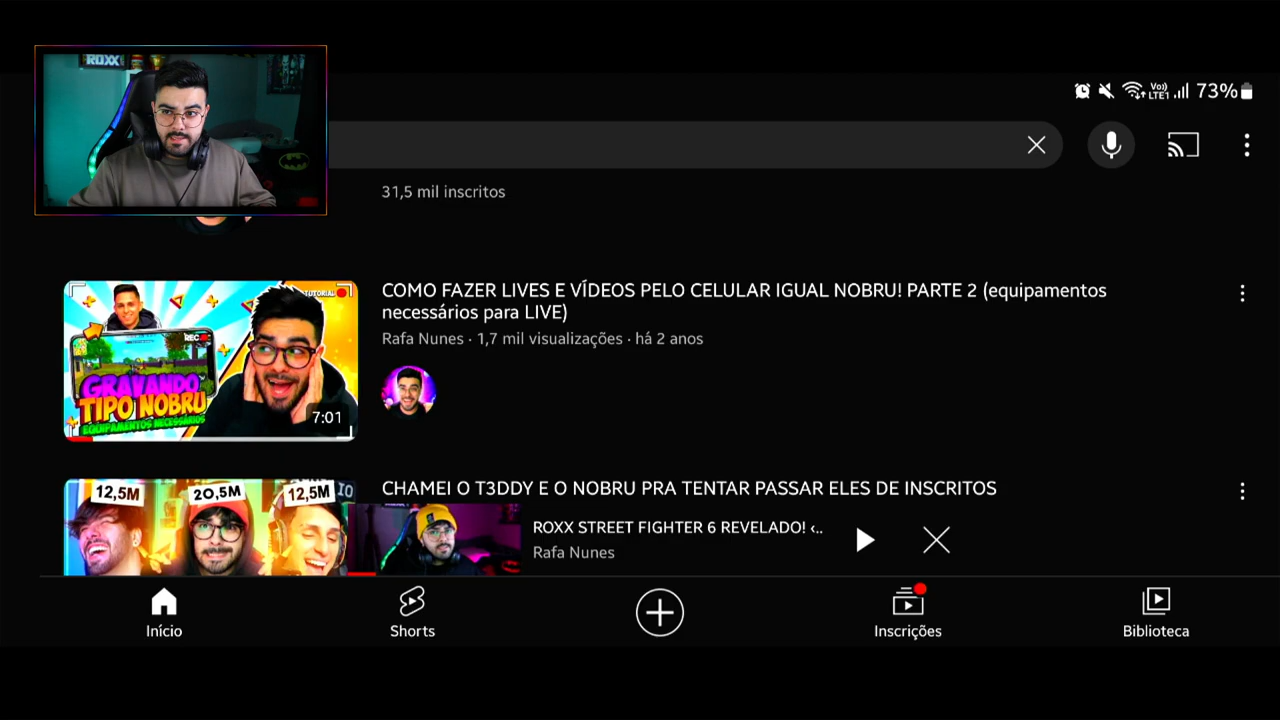 ROXX
Vo))
LTE1
73%
31,5 mil inscritos
TUTORIAL
REC
GRAVANDO
TIPO NOBRU
EQUIPAMENTOS NECESSÁRIOS
7:01
COMO FAZER LIVES E VÍDEOS PELO CELULAR IGUAL NOBRU! PARTE 2 (equipamentos
necessários para LIVE)
Rafa Nunes · 1,7 mil visualizações · há 2 anos
12,5M
20,5M
12,5M
CHAMEI O T3DDY E O NOBRU PRA TENTAR PASSAR ELES DE INSCRITOS
ROXX STREET FIGHTER 6 REVELADO! ‹..
Rafa Nunes
Início
Shorts
Inscrições
Biblioteca